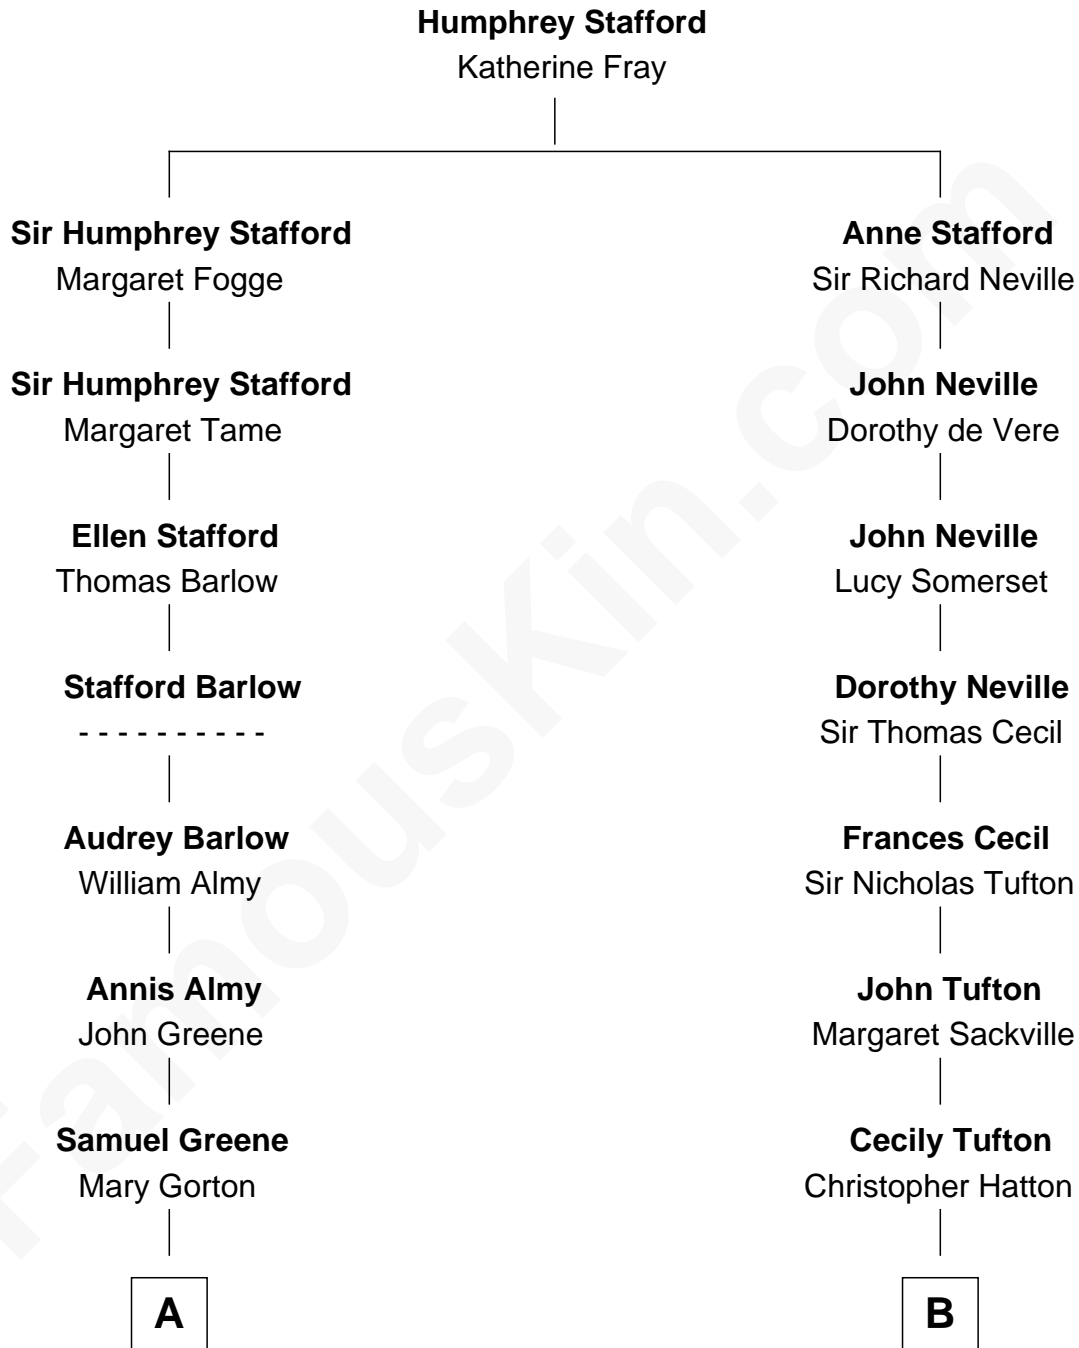 Humphrey Stafford
Katherine Fray
Sir Humphrey Stafford
Margaret Fogge
Anne Stafford
Sir Richard Neville
Sir Humphrey Stafford
Margaret Tame
John Neville
Dorothy de Vere
Ellen Stafford
Thomas Barlow
John Neville
Lucy Somerset
Stafford Barlow
- - - - - - - - - -
Dorothy Neville
Sir Thomas Cecil
Audrey Barlow
William Almy
Frances Cecil
Sir Nicholas Tufton
Annis Almy
John Greene
John Tufton
Margaret Sackville
Samuel Greene
Mary Gorton
Cecily Tufton
Christopher Hatton
A
B
FamousKin.com